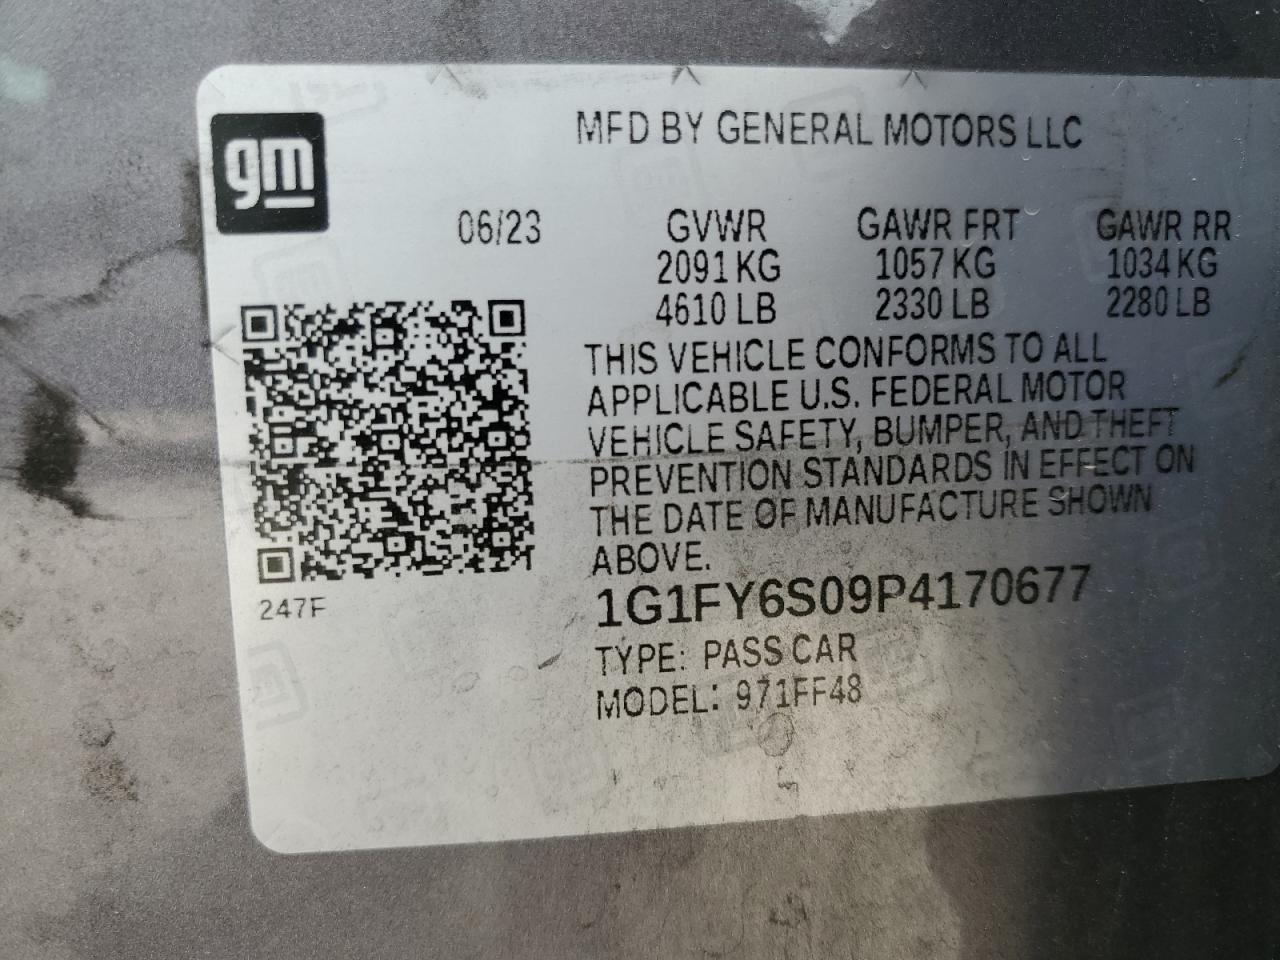 gm
MFD BY GENERAL MOTORS LLC
06/23 GVWR GAWR FRT GAWR RR
2091 KG 1057 KG 1034 KG
4610 LB 2330 LB 2280 LB
THIS VEHICLE CONFORMS TO ALL
APPLICABLE U.S. FEDERAL MOTOR
VEHICLE SAFETY, BUMPER, AND THEFT
PREVENTION STANDARDS IN EFFECT ON
THE DATE OF MANUFACTURE SHOWN
ABOVE.
247F
1G1FY6S09P4170677
TYPE: PASS CAR
MODEL: 971FF48